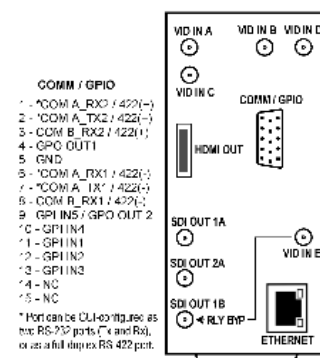 COMM / GPIO
1 - *COM A_RX2 / 422(+)
2 - *COM A_TX2 / 422(+)
3 - COM B_RX2 / 422(+)
4 - GPO OUT1
5 GND
6 - *COM A_RX1 / 422(-)
7 - *COM A_TX1 / 422(-)
8 - COM B_RX1 / 422(-)
9 GPI IN5 / GPO OUT 2
10 - GPI IN4
11 - GPI IN1
12 - GPI IN2
13 - GPI IN3
14 - NC
15 - NC
* Port can be GUI-configured as
two RS-232 ports (Tx and Rx),
or as a full duplex RS-422 port.
VID IN A
VID IN B
VID IN D
VID IN C
COMM / GPIO
HDMI OUT
SDI OUT 1A
VID IN E
SDI OUT 2A
SDI OUT 1B
RLY BYP
ETHERNET